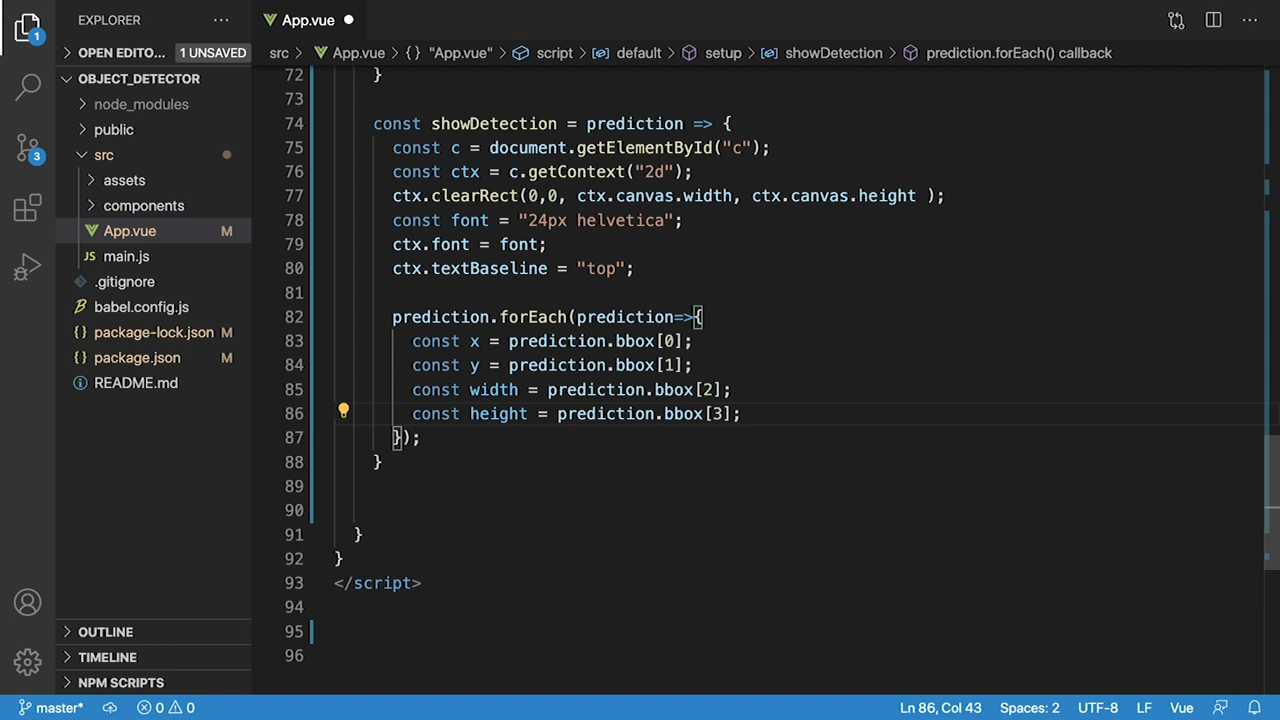 EXPLORER
OPEN EDITO... 1 UNSAVED
OBJECT_DETECTOR
node_modules
public
src
assets
components
App.vue M
main.js
.gitignore
babel.config.js
package-lock.json M
package.json M
README.md
OUTLINE
TIMELINE
NPM SCRIPTS
1
3
App.vue
src > App.vue > {} "App.vue" > script > default > setup > showDetection > prediction.forEach() callback
72 }
73
74 const showDetection = prediction => {
75 const c = document.getElementById("c");
76 const ctx = c.getContext("2d");
77 ctx.clearRect(0,0, ctx.canvas.width, ctx.canvas.height );
78 const font = "24px helvetica";
79 ctx.font = font;
80 ctx.textBaseline = "top";
81
82 prediction.forEach(prediction=>{
83 const x = prediction.bbox[0];
84 const y = prediction.bbox[1];
85 const width = prediction.bbox[2];
86 const height = prediction.bbox[3];
87 });
88 }
89
90
91 }
92 }
93 </script>
94
95
96
master* 0 0 Ln 86, Col 43 Spaces: 2 UTF-8 LF Vue